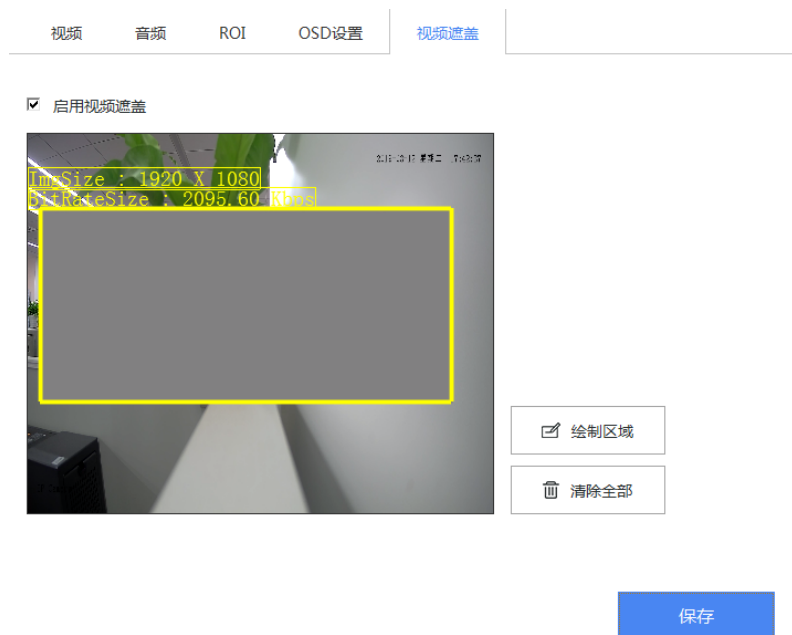 视频 音频 ROI OSD设置 视频遮盖
启用视频遮盖
ImgSize : 1920 X 1080
BitRateSize : 2095.60 Kbps
绘制区域
清除全部
保存